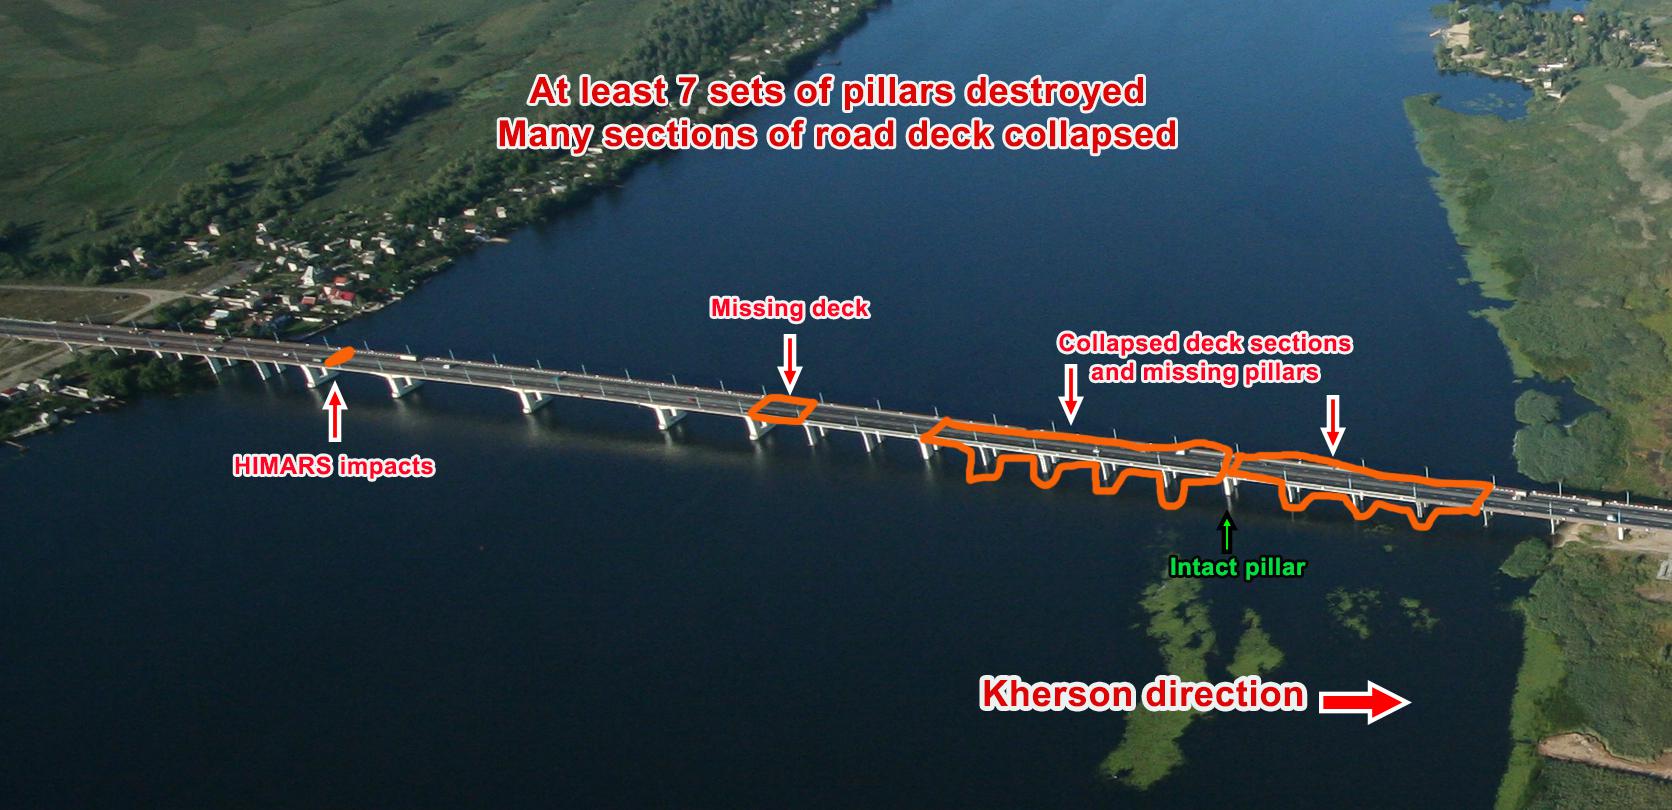 At least 7 sets of pillars destroyed
Many sections of road deck collapsed
Missing deck
Collapsed deck sections
and missing pillars
HIMARS impacts
Intact pillar
Kherson direction